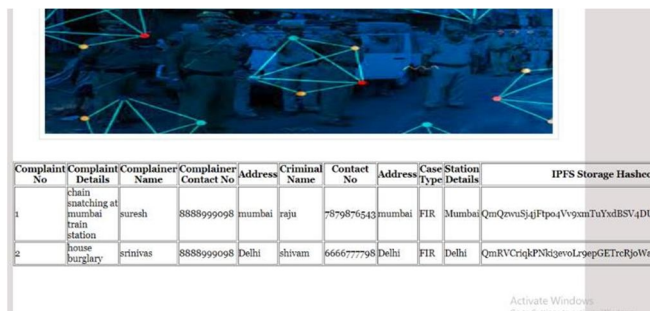 Complaint No Complaint Details Complainer Name Complainer Contact No Address Criminal Name Contact No Address Case Type Station Details IPFS Storage Hashcod
1 chain snatching at mumbai train station suresh 8888999098 mumbai raju 7879876543 mumbai FIR Mumbai
2 house burglary srinivas 8888999098 Delhi shivam 6666777798 Delhi FIR Delhi
Activate Windows